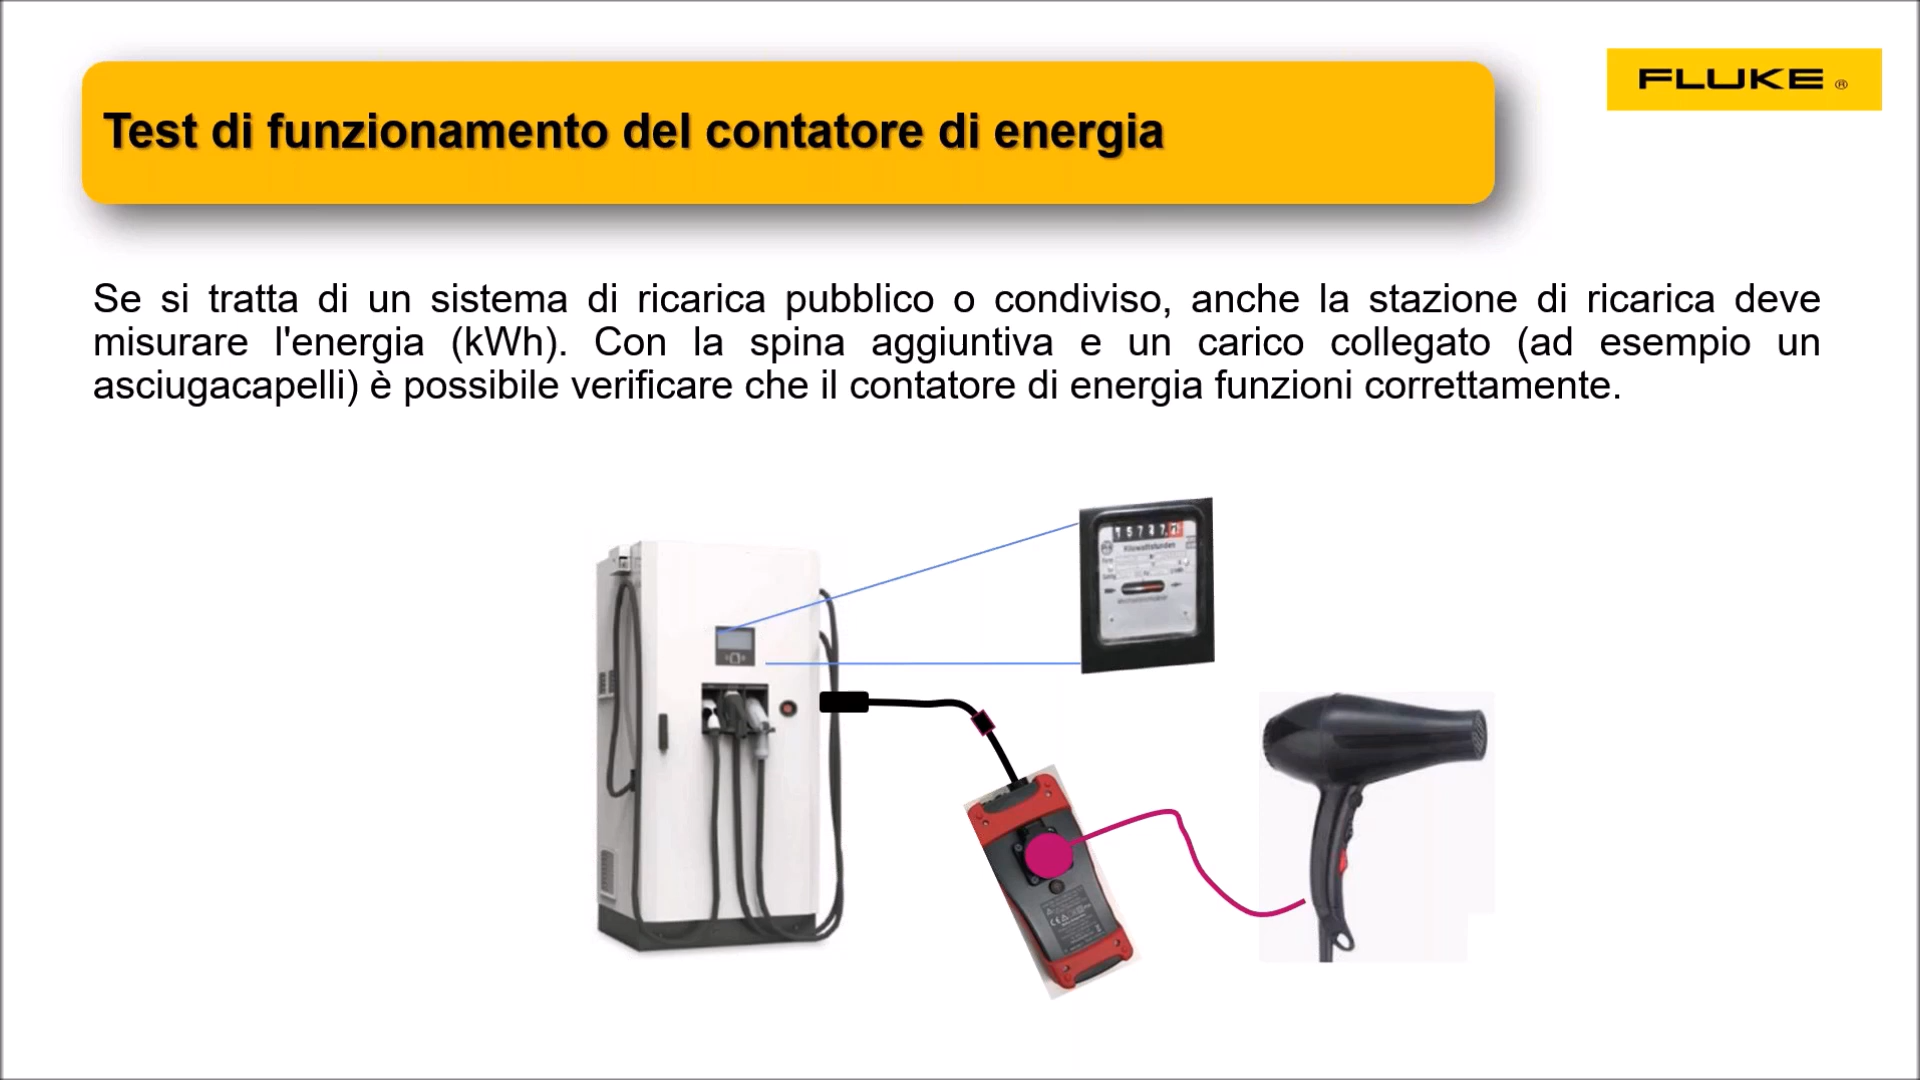 Test di funzionamento del contatore di energia
FLUKE ®
Se si tratta di un sistema di ricarica pubblico o condiviso, anche la stazione di ricarica deve
misurare l'energia (kWh). Con la spina aggiuntiva e un carico collegato (ad esempio un
asciugacapelli) è possibile verificare che il contatore di energia funzioni correttamente.
Kilowattstunden